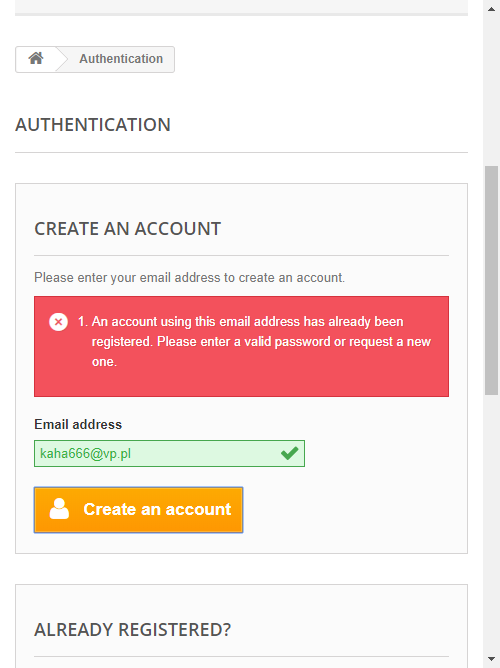 Authentication
AUTHENTICATION
CREATE AN ACCOUNT
Please enter your email address to create an account.
1. An account using this email address has already been
registered. Please enter a valid password or request a new
one.
Email address
kaha666@vp.pl
Create an account
ALREADY REGISTERED?